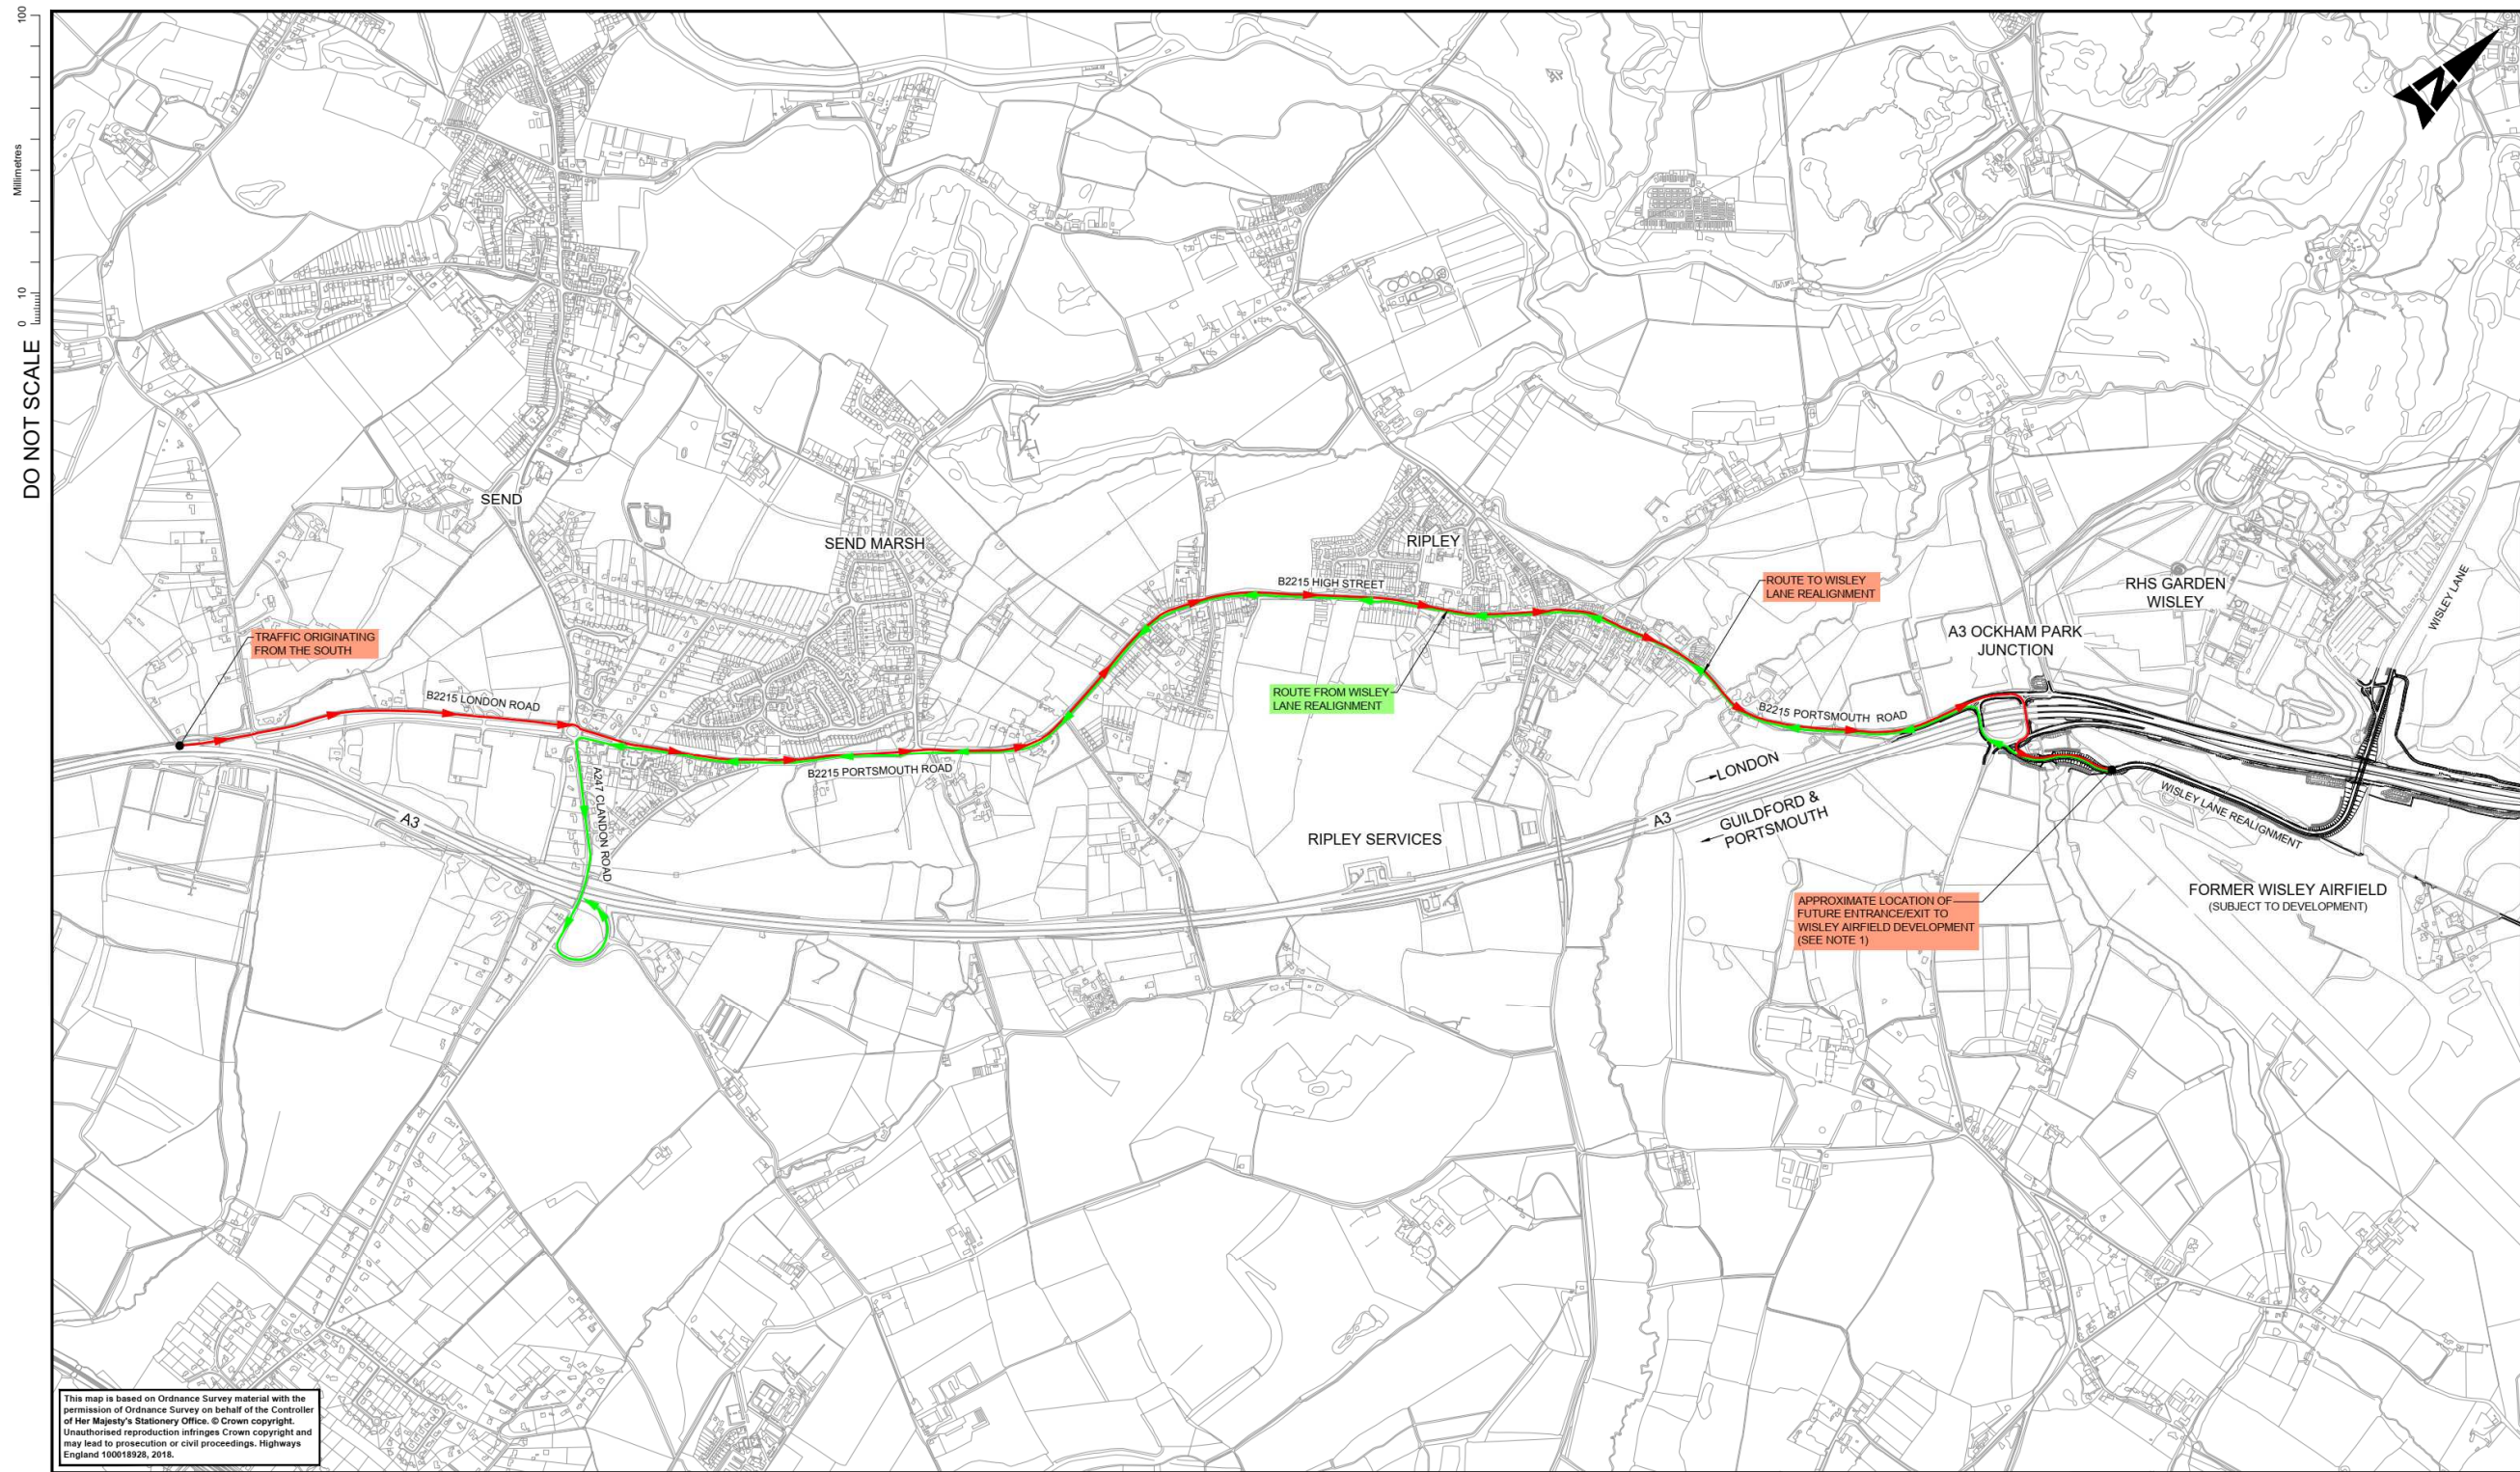 100
Millimetres
10
0
DO NOT SCALE
N
SEND
SEND MARSH
RIPLEY
B2215 HIGH STREET
ROUTE TO WISLEY
LANE REALIGNMENT
RHS GARDEN
WISLEY
WISLEY LANE
TRAFFIC ORIGINATING
FROM THE SOUTH
A3 OCKHAM PARK
JUNCTION
B2215 LONDON ROAD
ROUTE FROM WISLEY
LANE REALIGNMENT
B2215 PORTSMOUTH ROAD
B2215 PORTSMOUTH ROAD
A247 CLANDON ROAD
LONDON
A3
A3
GUILDFORD &
PORTSMOUTH
WISLEY LANE REALIGNMENT
RIPLEY SERVICES
APPROXIMATE LOCATION OF
FUTURE ENTRANCE/EXIT TO
WISLEY AIRFIELD DEVELOPMENT
(SEE NOTE 1)
FORMER WISLEY AIRFIELD
(SUBJECT TO DEVELOPMENT)
This map is based on Ordnance Survey material with the
permission of Ordnance Survey on behalf of the Controller
of Her Majesty's Stationery Office. © Crown copyright.
Unauthorised reproduction infringes Crown copyright and
may lead to prosecution or civil proceedings. Highways
England 100018928, 2018.